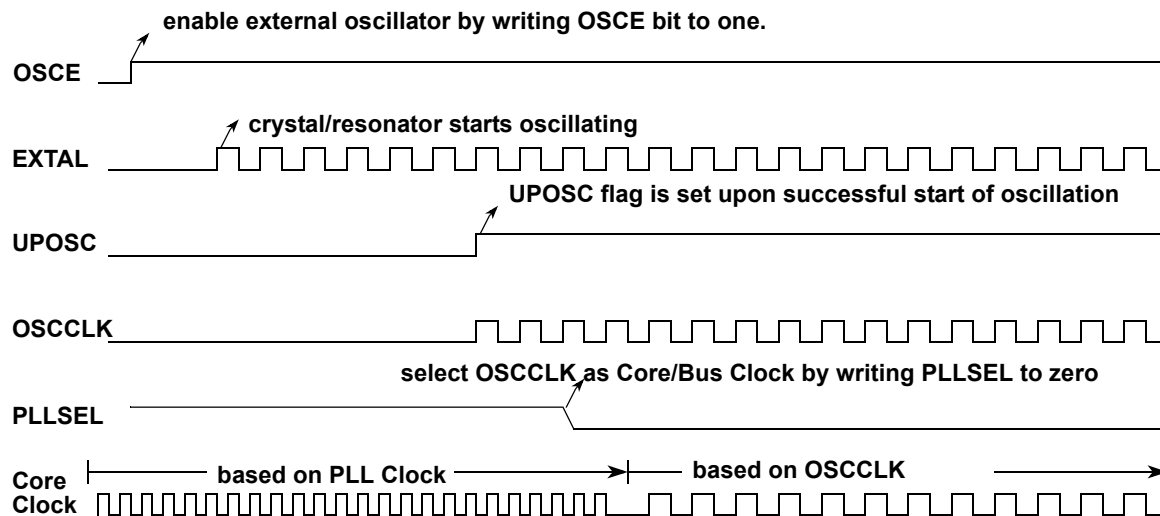 enable external oscillator by writing OSCE bit to one.
OSCE
crystal/resonator starts oscillating
EXTAL
UPOSC flag is set upon successful start of oscillation
UPOSC
OSCCLK
select OSCCLK as Core/Bus Clock by writing PLLSEL to zero
PLLSEL
based on PLL Clock
based on OSCCLK
Core
Clock